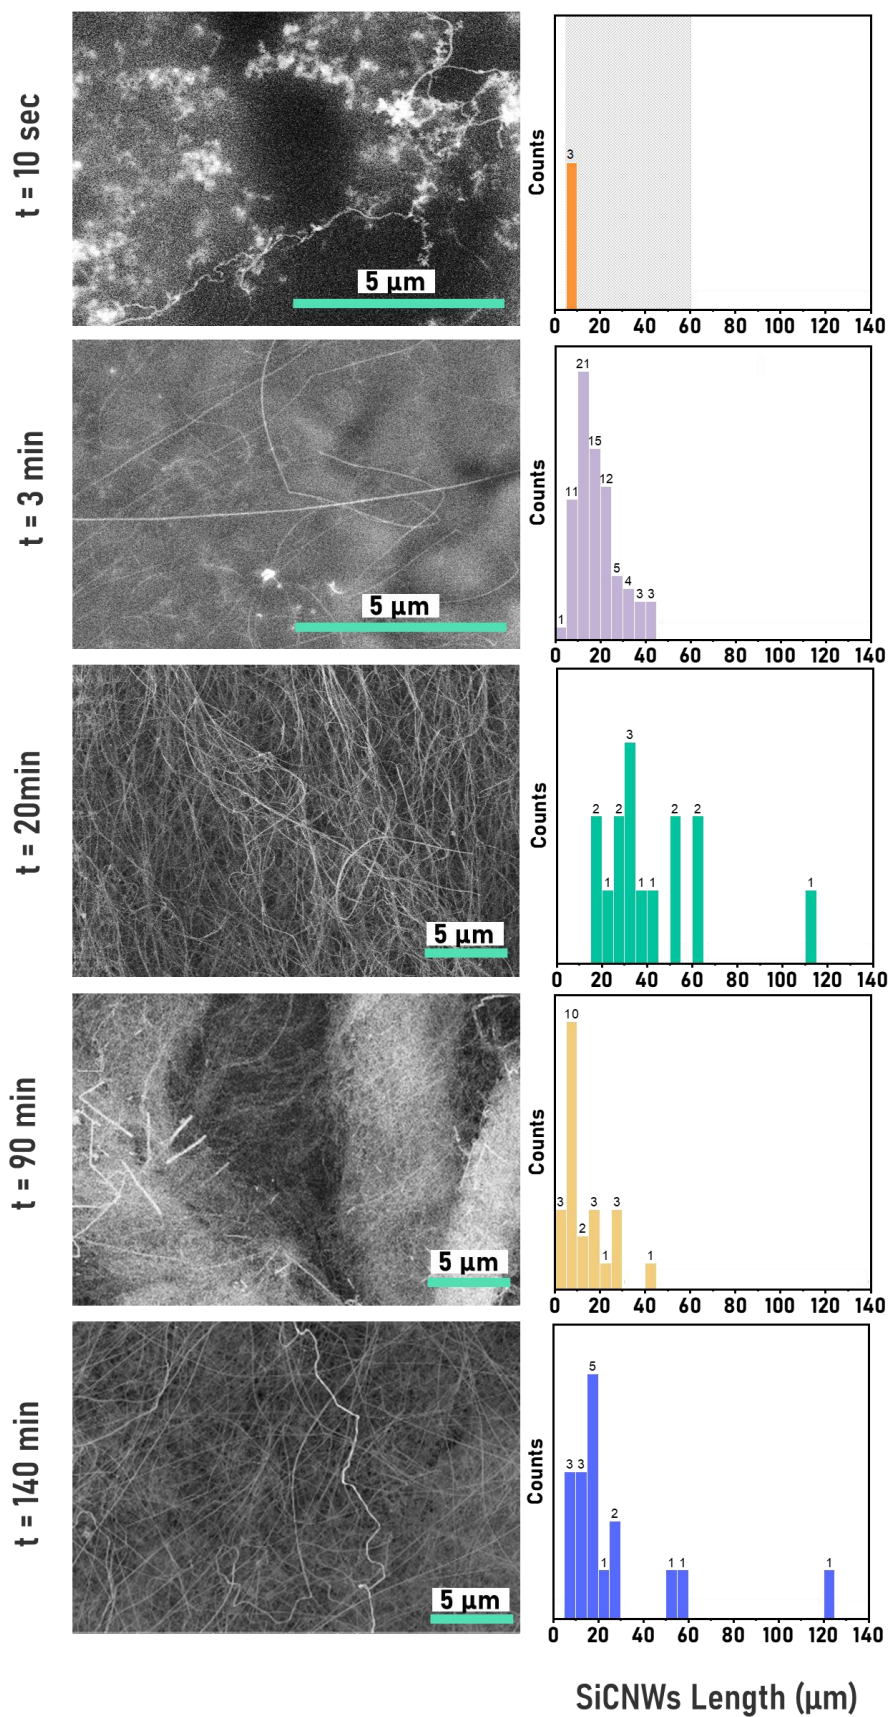 t = 10 sec
5 µm
Counts
3
20 40 60 80 100 120 140
t = 3 min
5 µm
Counts
1 11 21 15 12 5 4 3 3
0 20 40 60 80 100 120 140
t = 20min
5 µm
Counts
2 1 2 3 1 1 2 2 1
0 20 40 60 80 100 120 140
t = 90 min
5 µm
Counts
3 10 2 3 1 3 1
0 20 40 60 80 100 120 140
t = 140 min
5 µm
Counts
3 3 5 1 2 1 1 1
0 20 40 60 80 100 120 140
SiCNWs Length (µm)